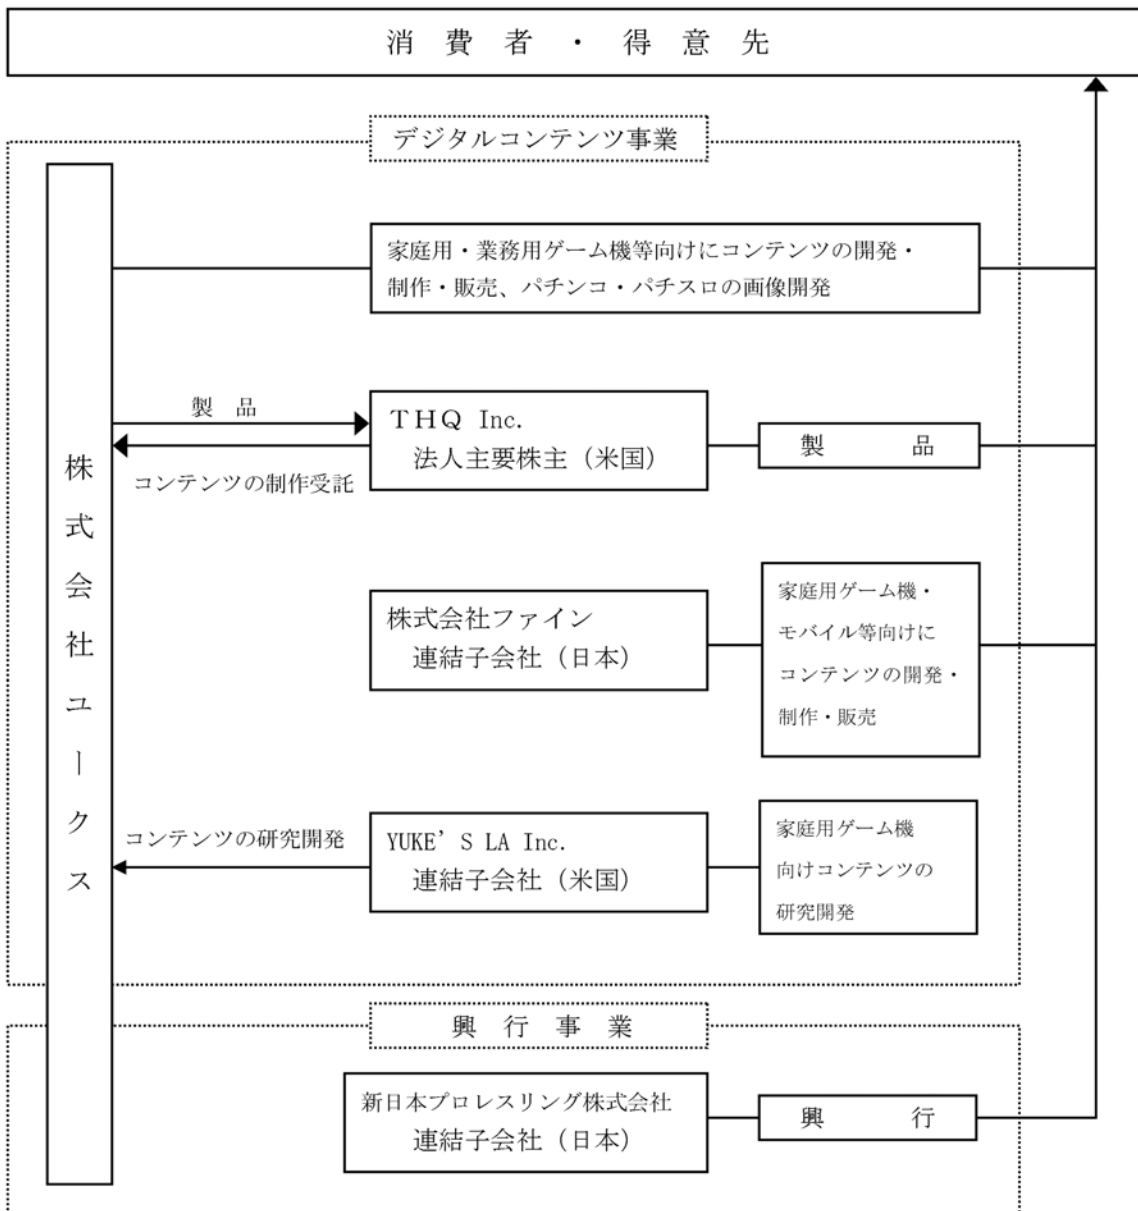 消費者・得意先
デジタルコンテンツ事業
株式会社ユークス
家庭用・業務用ゲーム機等向けにコンテンツの開発・
制作・販売、パチンコ・パチスロの画像開発
製品
コンテンツの制作受託
ＴＨＱ Inc.
法人主要株主（米国）
製品
株式会社ファイン
連結子会社（日本）
家庭用ゲーム機・
モバイル等向けに
コンテンツの開発・
制作・販売
コンテンツの研究開発
YUKE’S LA Inc.
連結子会社（米国）
家庭用ゲーム機
向けコンテンツの
研究開発
興行事業
新日本プロレスリング株式会社
連結子会社（日本）
興行